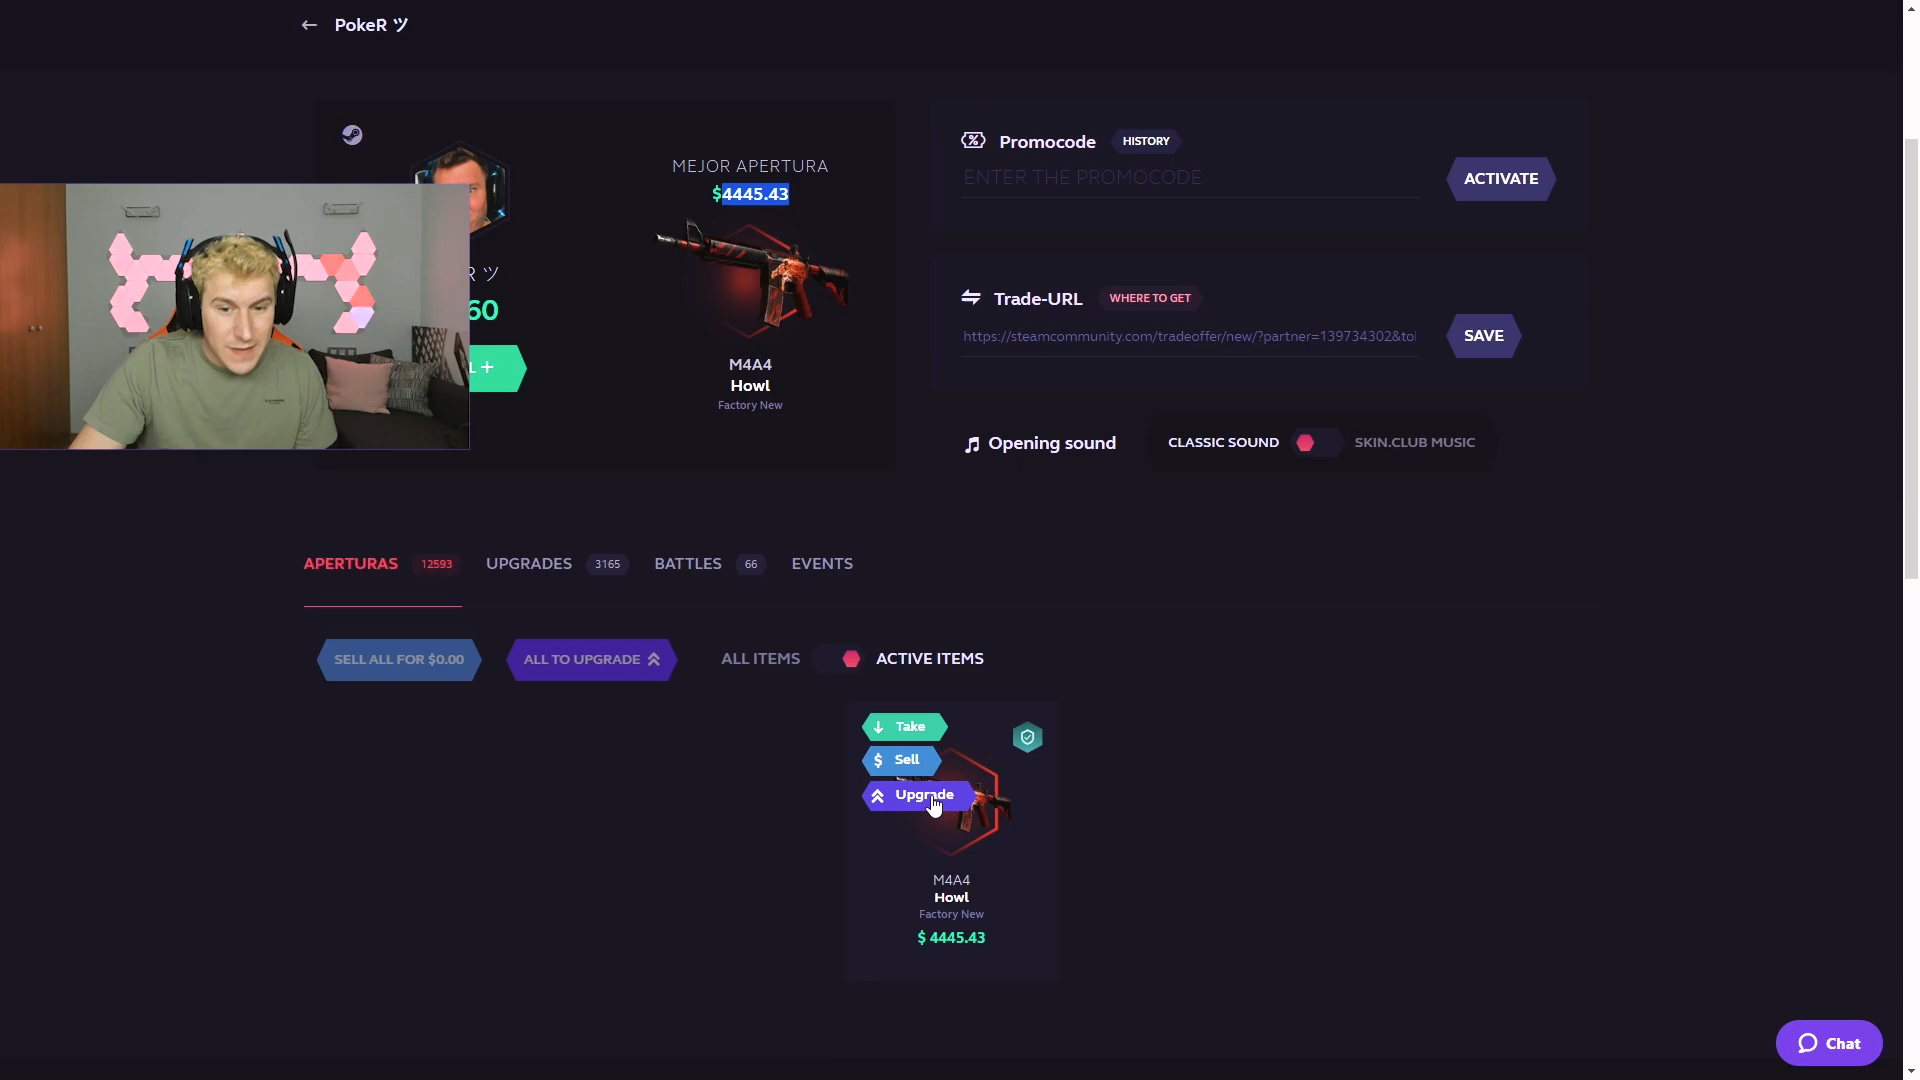 PokeR ツ
MEJOR APERTURA
$4445.43
M4A4
Howl
Factory New
R ツ
60
L +
Promocode
HISTORY
ENTER THE PROMOCODE
ACTIVATE
Trade-URL
WHERE TO GET
https://steamcommunity.com/tradeoffer/new/?partner=139734302&tol
SAVE
Opening sound
CLASSIC SOUND
SKIN.CLUB MUSIC
APERTURAS 12593 UPGRADES 3165 BATTLES 66 EVENTS
SELL ALL FOR $0.00
ALL TO UPGRADE
ALL ITEMS
ACTIVE ITEMS
Take
$ Sell
Upgrade
M4A4
Howl
Factory New
$ 4445.43
Chat